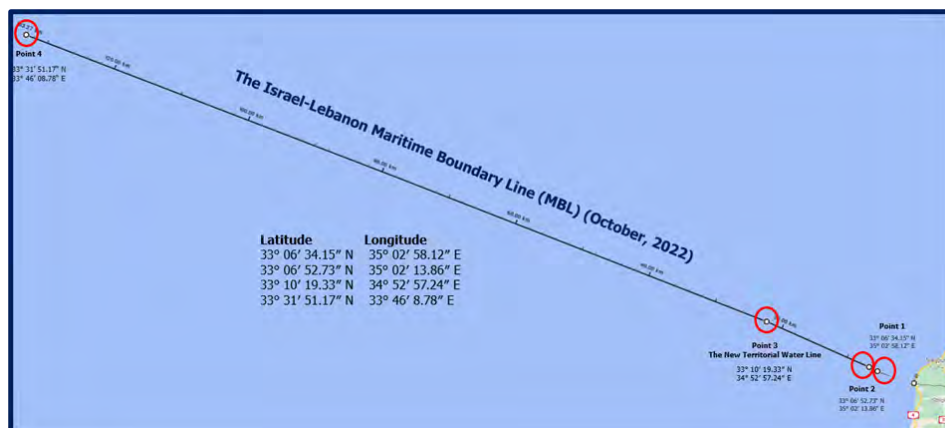 Point 4
33° 31' 51.17" N
33° 46' 08.78" E
The Israel-Lebanon Maritime Boundary Line (MBL) (October, 2022)
Latitude Longitude
33° 06' 34.15" N 35° 02' 58.12" E
33° 06' 52.73" N 35° 02' 13.86" E
33° 10' 19.33" N 34° 52' 57.24" E
33° 31' 51.17" N 33° 46' 8.78" E
Point 3
The New Territorial Water Line
33° 10' 19.33" N
34° 52' 57.24" E
Point 1
33° 06' 34.15" N
Point 2
33° 06' 52.73" N
35° 02' 13.86" E